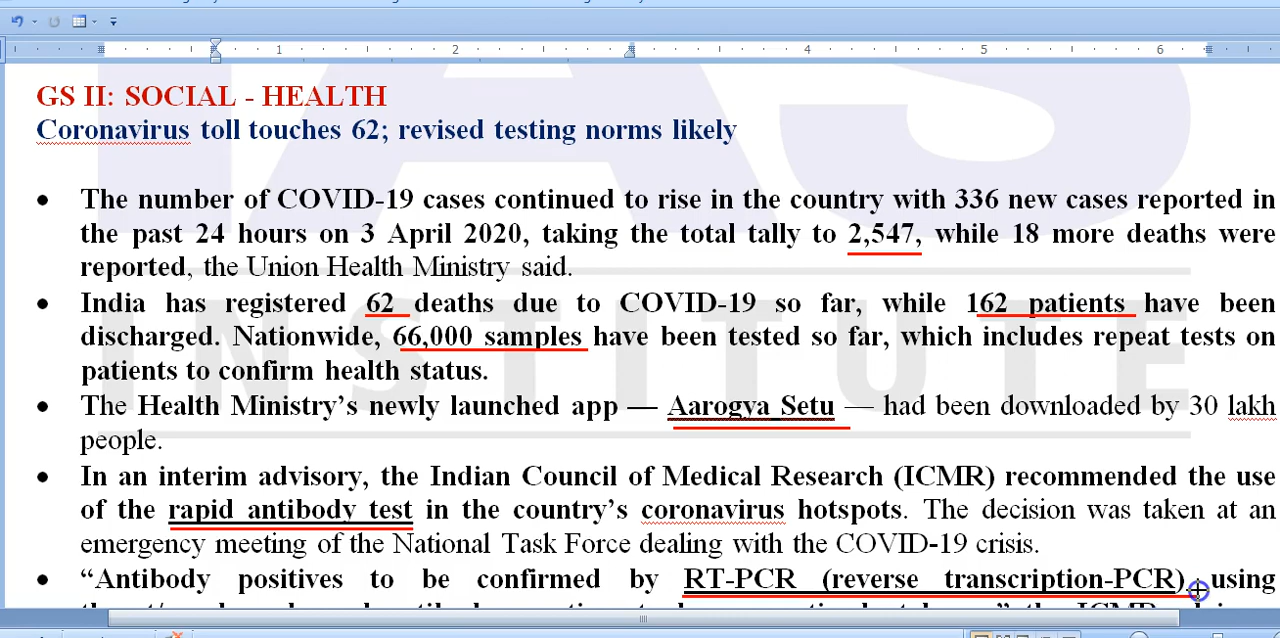 1 2 4 5 6
GS II: SOCIAL - HEALTH
Coronavirus toll touches 62; revised testing norms likely
• The number of COVID-19 cases continued to rise in the country with 336 new cases reported in
the past 24 hours on 3 April 2020, taking the total tally to 2,547, while 18 more deaths were
reported, the Union Health Ministry said.
• India has registered 62 deaths due to COVID-19 so far, while 162 patients have been
discharged. Nationwide, 66,000 samples have been tested so far, which includes repeat tests on
patients to confirm health status.
• The Health Ministry's newly launched app — Aarogya Setu — had been downloaded by 30 lakh
people.
• In an interim advisory, the Indian Council of Medical Research (ICMR) recommended the use
of the rapid antibody test in the country's coronavirus hotspots. The decision was taken at an
emergency meeting of the National Task Force dealing with the COVID-19 crisis.
• “Antibody positives to be confirmed by RT-PCR (reverse transcription-PCR) using
IAS
INSTITUTE